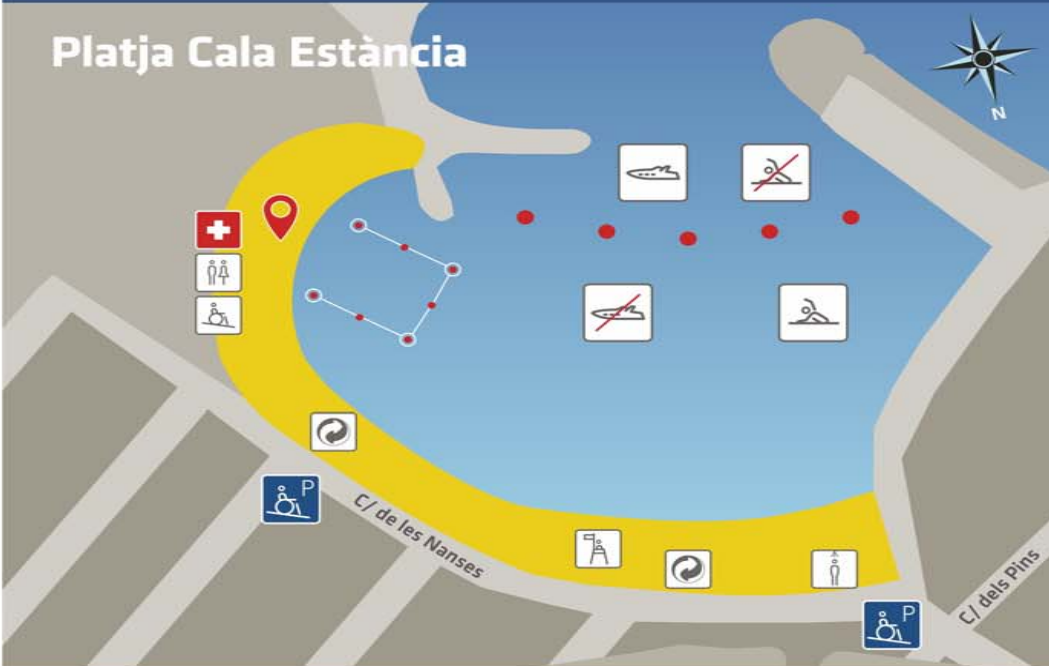 Platja Cala Estància
N
P
C/ de les Nanses
C/ dels Pins
P